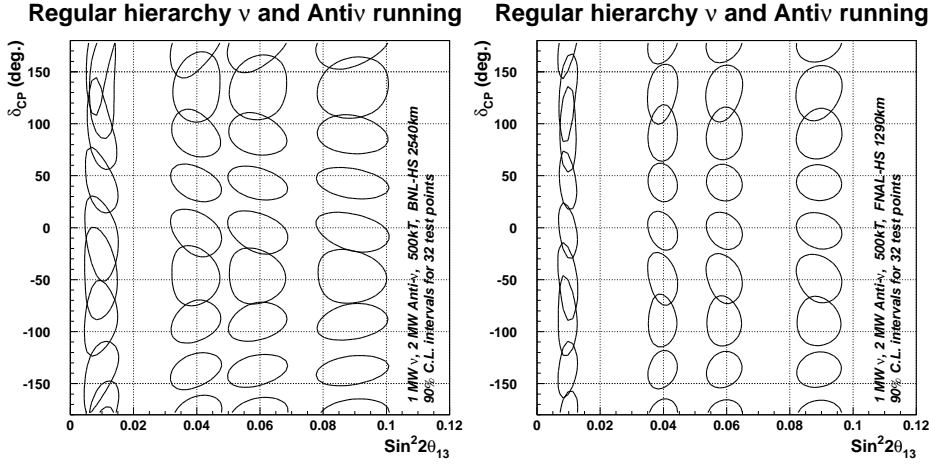 Regular hierarchy ν and Antiν running
δCP (deg.)
150
100
50
0
-50
-100
-150
0 0.02 0.04 0.06 0.08 0.1 0.12
Sin²2θ₁₃
1 MW ν, 2 MW Anti-ν, 500kT, BNL-HS 2540km
90% C.L. intervals for 32 test points
Regular hierarchy ν and Antiν running
δCP (deg.)
150
100
50
0
-50
-100
-150
0 0.02 0.04 0.06 0.08 0.1 0.12
Sin²2θ₁₃
1 MW ν, 2 MW Anti-ν, 500kT, FNAL-HS 1290km
90% C.L. intervals for 32 test points